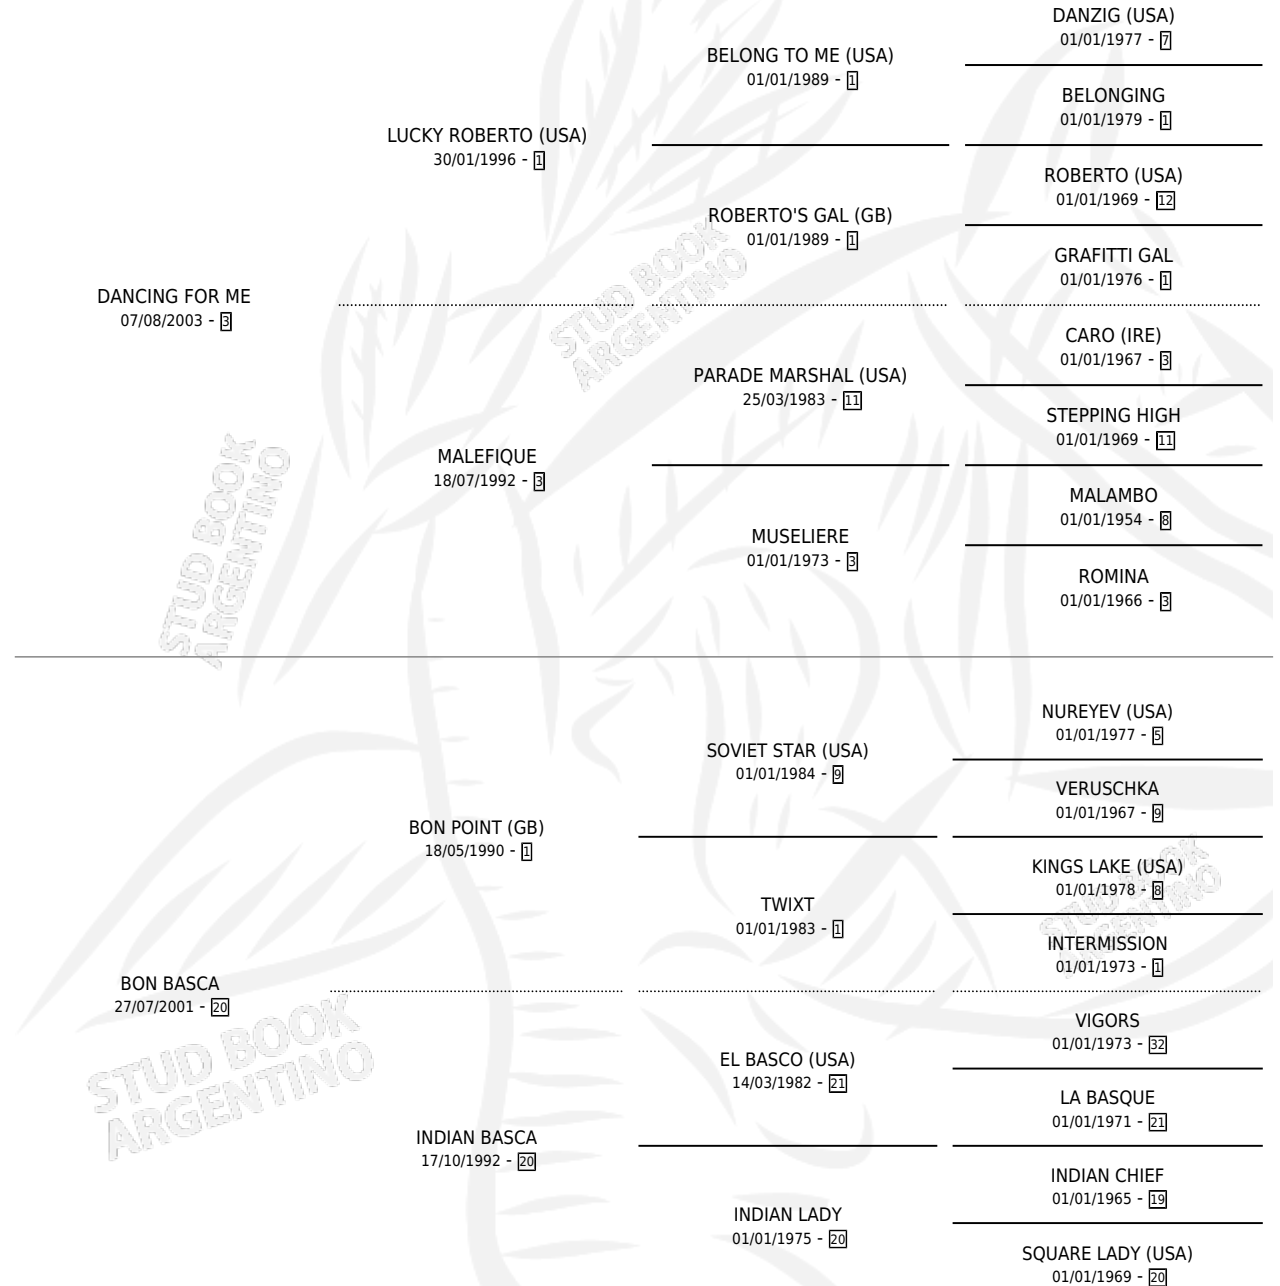 DANZIG (USA)
01/01/1977 - 7
BELONG TO ME (USA)
01/01/1989 - 1
BELONGING
01/01/1979 - 1
LUCKY ROBERTO (USA)
30/01/1996 - 1
ROBERTO (USA)
01/01/1969 - 12
ROBERTO'S GAL (GB)
01/01/1989 - 1
GRAFITTI GAL
01/01/1976 - 1
DANCING FOR ME
07/08/2003 - 3
CARO (IRE)
01/01/1967 - 3
PARADE MARSHAL (USA)
25/03/1983 - 11
STEPPING HIGH
01/01/1969 - 11
MALEFIQUE
18/07/1992 - 3
MALAMBO
01/01/1954 - 8
MUSELIERE
01/01/1973 - 3
ROMINA
01/01/1966 - 3
NUREYEV (USA)
01/01/1977 - 5
SOVIET STAR (USA)
01/01/1984 - 9
VERUSCHKA
01/01/1967 - 9
BON POINT (GB)
18/05/1990 - 1
KINGS LAKE (USA)
01/01/1978 - 8
TWIXT
01/01/1983 - 1
INTERMISSION
01/01/1973 - 1
BON BASCA
27/07/2001 - 20
VIGORS
01/01/1973 - 32
EL BASCO (USA)
14/03/1982 - 21
LA BASQUE
01/01/1971 - 21
INDIAN BASCA
17/10/1992 - 20
INDIAN CHIEF
01/01/1965 - 19
INDIAN LADY
01/01/1975 - 20
SQUARE LADY (USA)
01/01/1969 - 20
STUD BOOK
ARGENTINO
STUD BOOK
ARGENTINO
STUD BOOK
ARGENTINO
STUD BOOK
ARGENTINO